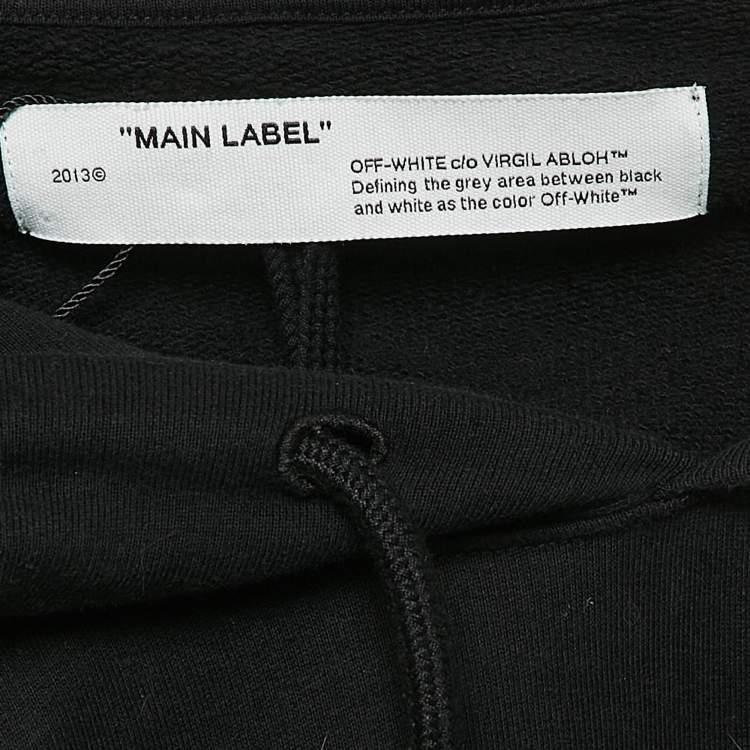 "MAIN LABEL"
2013©
OFF-WHITE c/o VIRGIL ABLOH™
Defining the grey area between black
and white as the color Off-White™